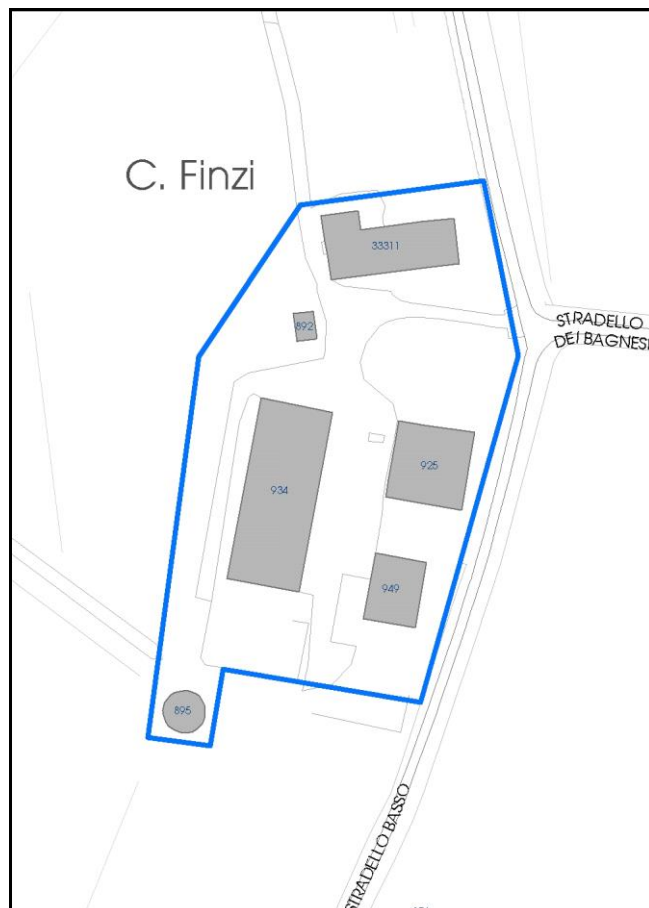 C. Finzi
33311
STRADELLO
DEI BAGNESI
892
934
925
949
895
STRADELLO BASSO